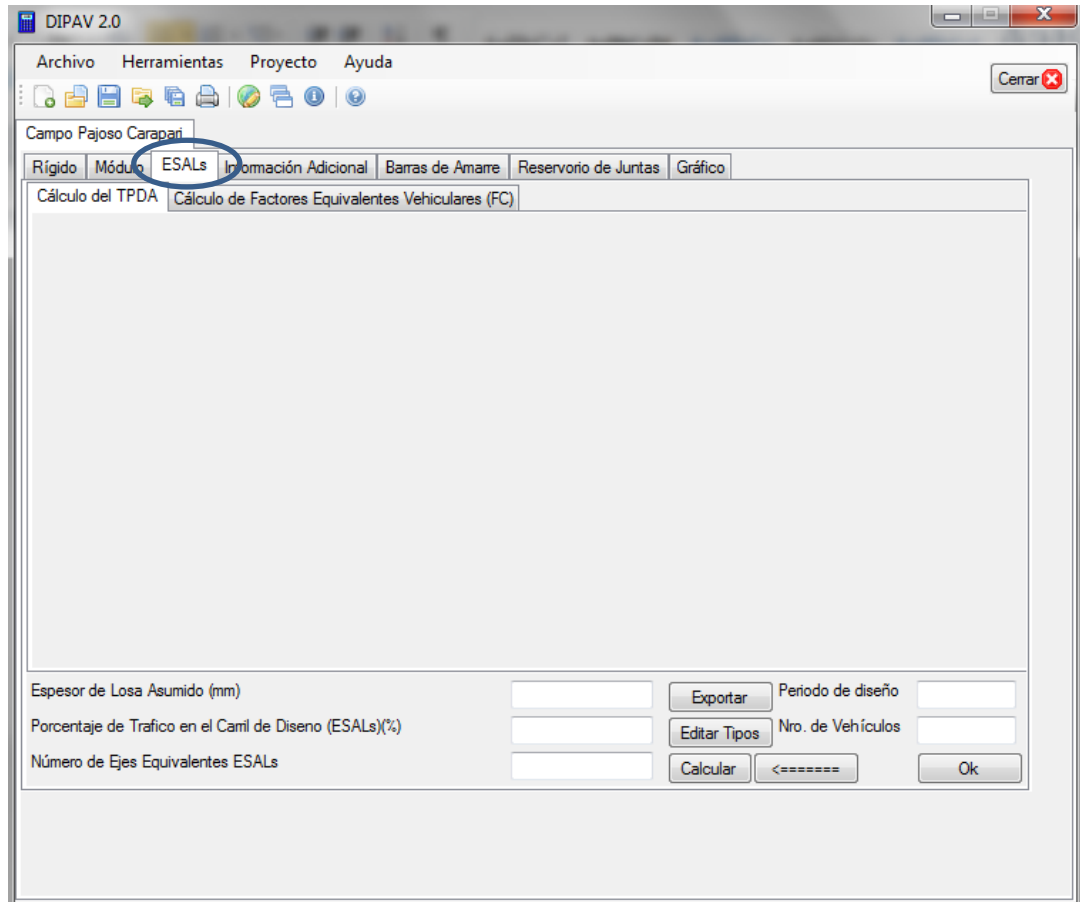 DIPAV 2.0
Archivo Herramientas Proyecto Ayuda
Cerrar
Campo Pajoso Carapari
Rígido Módulo ESALs Información Adicional Barras de Amarre Reservorio de Juntas Gráfico
Cálculo del TPDA Cálculo de Factores Equivalentes Vehiculares (FC)
Espesor de Losa Asumido (mm) Exportar Periodo de diseño
Porcentaje de Trafico en el Carril de Diseno (ESALs)(%) Editar Tipos Nro. de Vehículos
Número de Ejes Equivalentes ESALs Calcular <======= Ok